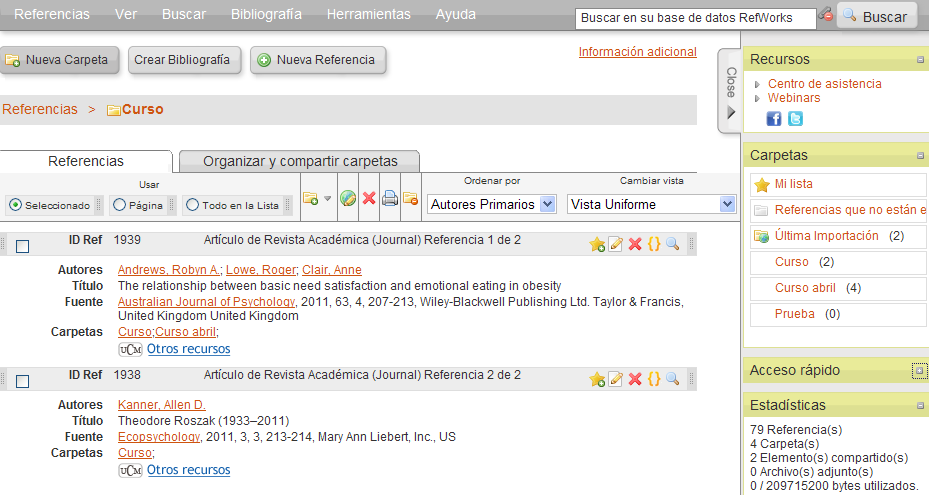 Referencias Ver Buscar Bibliografía Herramientas Ayuda
Buscar en su base de datos RefWorks
Buscar
Nueva Carpeta
Crear Bibliografía
Nueva Referencia
Información adicional
Close
Referencias > Curso
Referencias
Organizar y compartir carpetas
Usar
Seleccionado
Página
Todo en la Lista
Ordenar por
Autores Primarios
Cambiar vista
Vista Uniforme
ID Ref 1939 Artículo de Revista Académica (Journal) Referencia 1 de 2
Autores Andrews, Robyn A.; Lowe, Roger; Clair, Anne
Título The relationship between basic need satisfaction and emotional eating in obesity
Fuente Australian Journal of Psychology, 2011, 63, 4, 207-213, Wiley-Blackwell Publishing Ltd. Taylor & Francis,
United Kingdom United Kingdom
Carpetas Curso;Curso abril;
UCM Otros recursos
ID Ref 1938 Artículo de Revista Académica (Journal) Referencia 2 de 2
Autores Kanner, Allen D.
Título Theodore Roszak (1933–2011)
Fuente Ecopsychology, 2011, 3, 3, 213-214, Mary Ann Liebert, Inc., US
Carpetas Curso;
UCM Otros recursos
Recursos
Centro de asistencia
Webinars
Carpetas
Mi lista
Referencias que no están e
Última Importación (2)
Curso (2)
Curso abril (4)
Prueba (0)
Acceso rápido
Estadísticas
79 Referencia(s)
4 Carpeta(s)
2 Elemento(s) compartido(s)
0 Archivo(s) adjunto(s)
0 / 209715200 bytes utilizados.